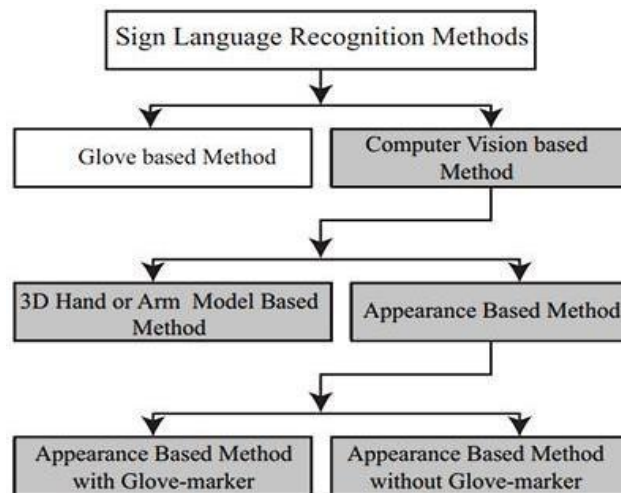 Sign Language Recognition Methods
Glove based Method
Computer Vision based
Method
3D Hand or Arm Model Based
Method
Appearance Based Method
Appearance Based Method
with Glove-marker
Appearance Based Method
without Glove-marker